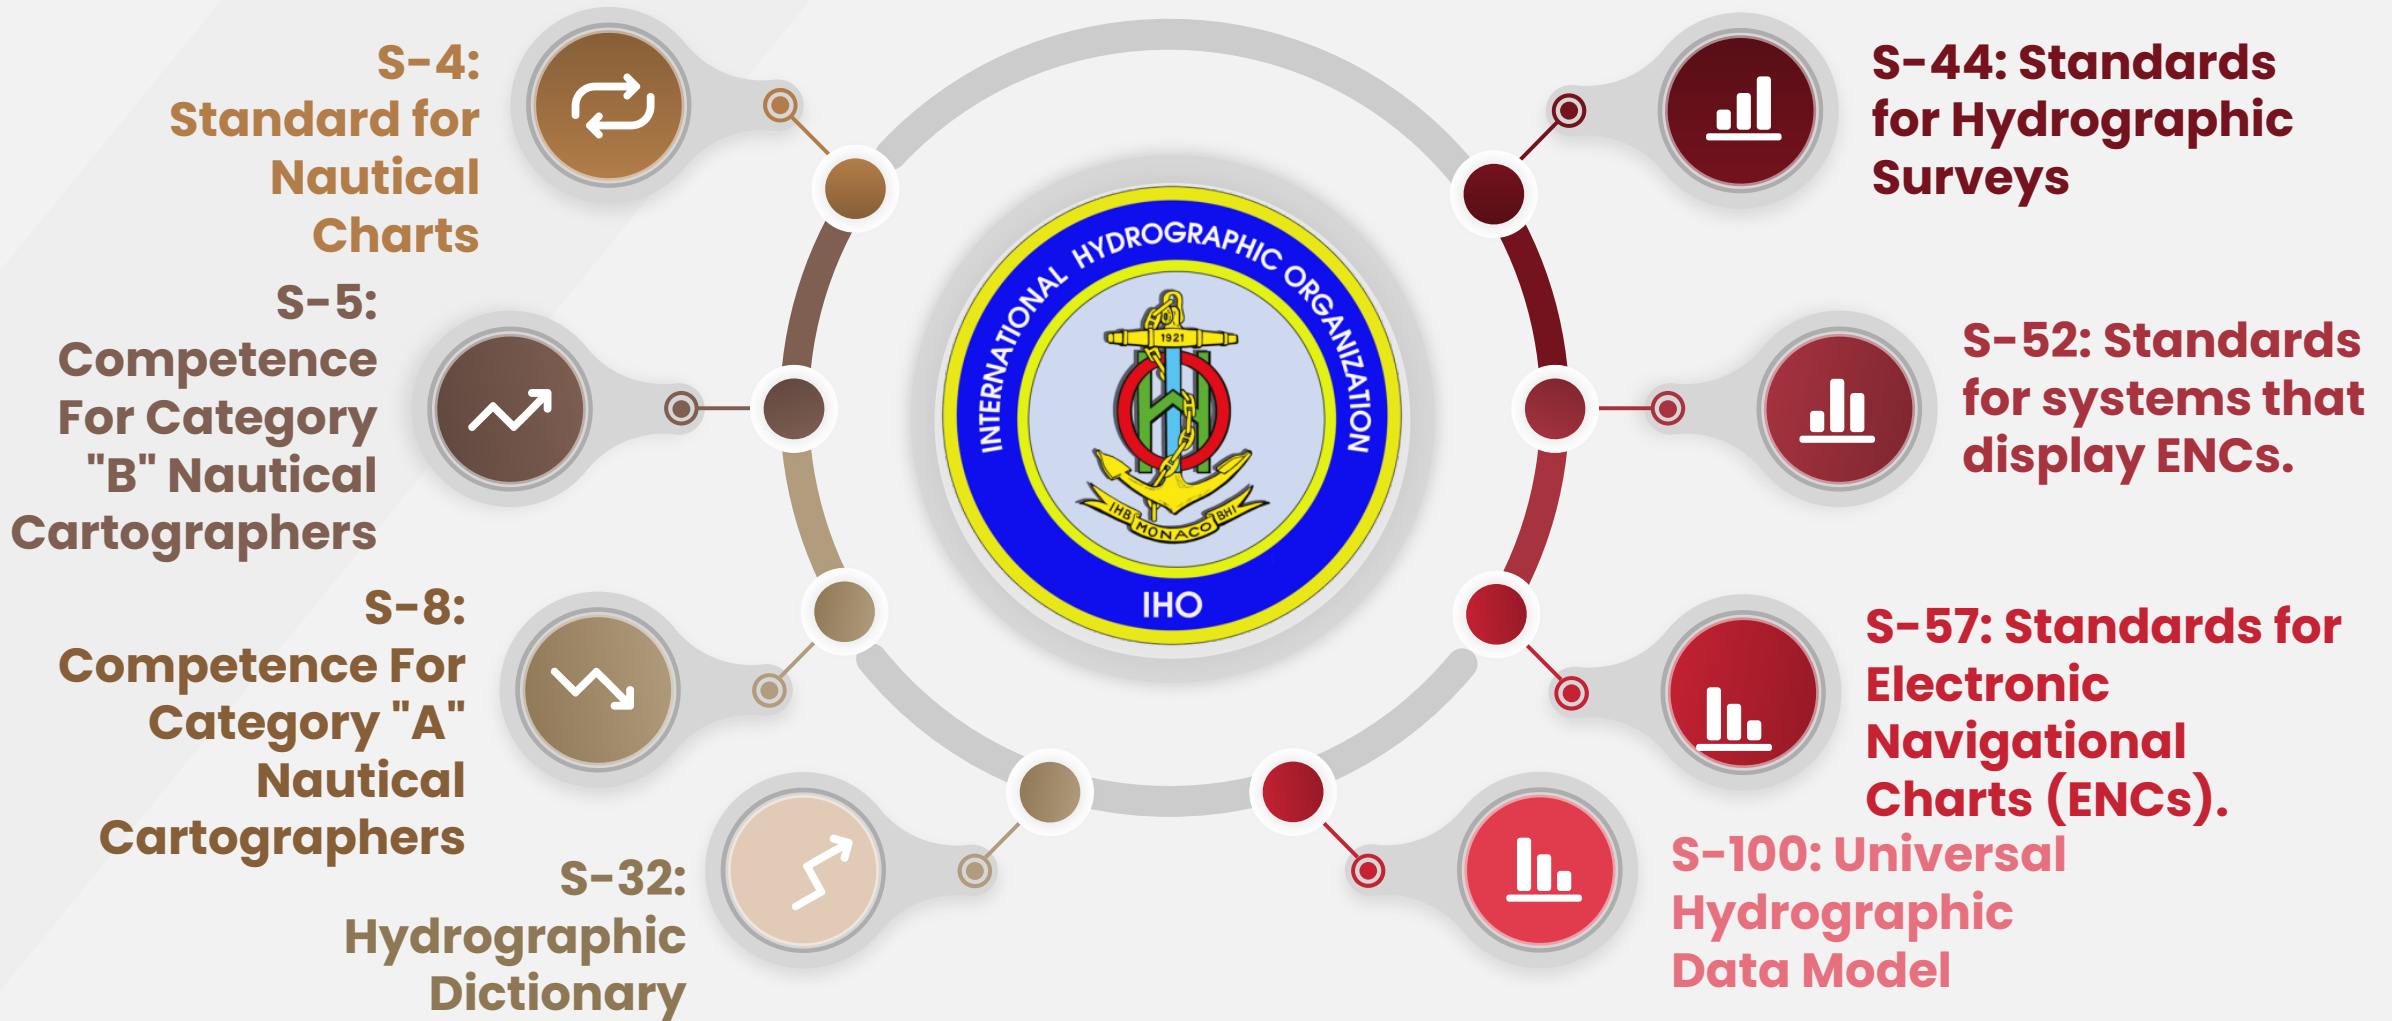 S-4:
Standard for
Nautical
Charts
S-5:
Competence
For Category
"B" Nautical
Cartographers
S-8:
Competence For
Category "A"
Nautical
Cartographers
S-32:
Hydrographic
Dictionary
INTERNATIONAL HYDROGRAPHIC ORGANIZATION
1921
IHB MONACO BHI
IHO
S-44: Standards
for Hydrographic
Surveys
S-52: Standards
for systems that
display ENCs.
S-57: Standards for
Electronic
Navigational
Charts (ENCs).
S-100: Universal
Hydrographic
Data Model